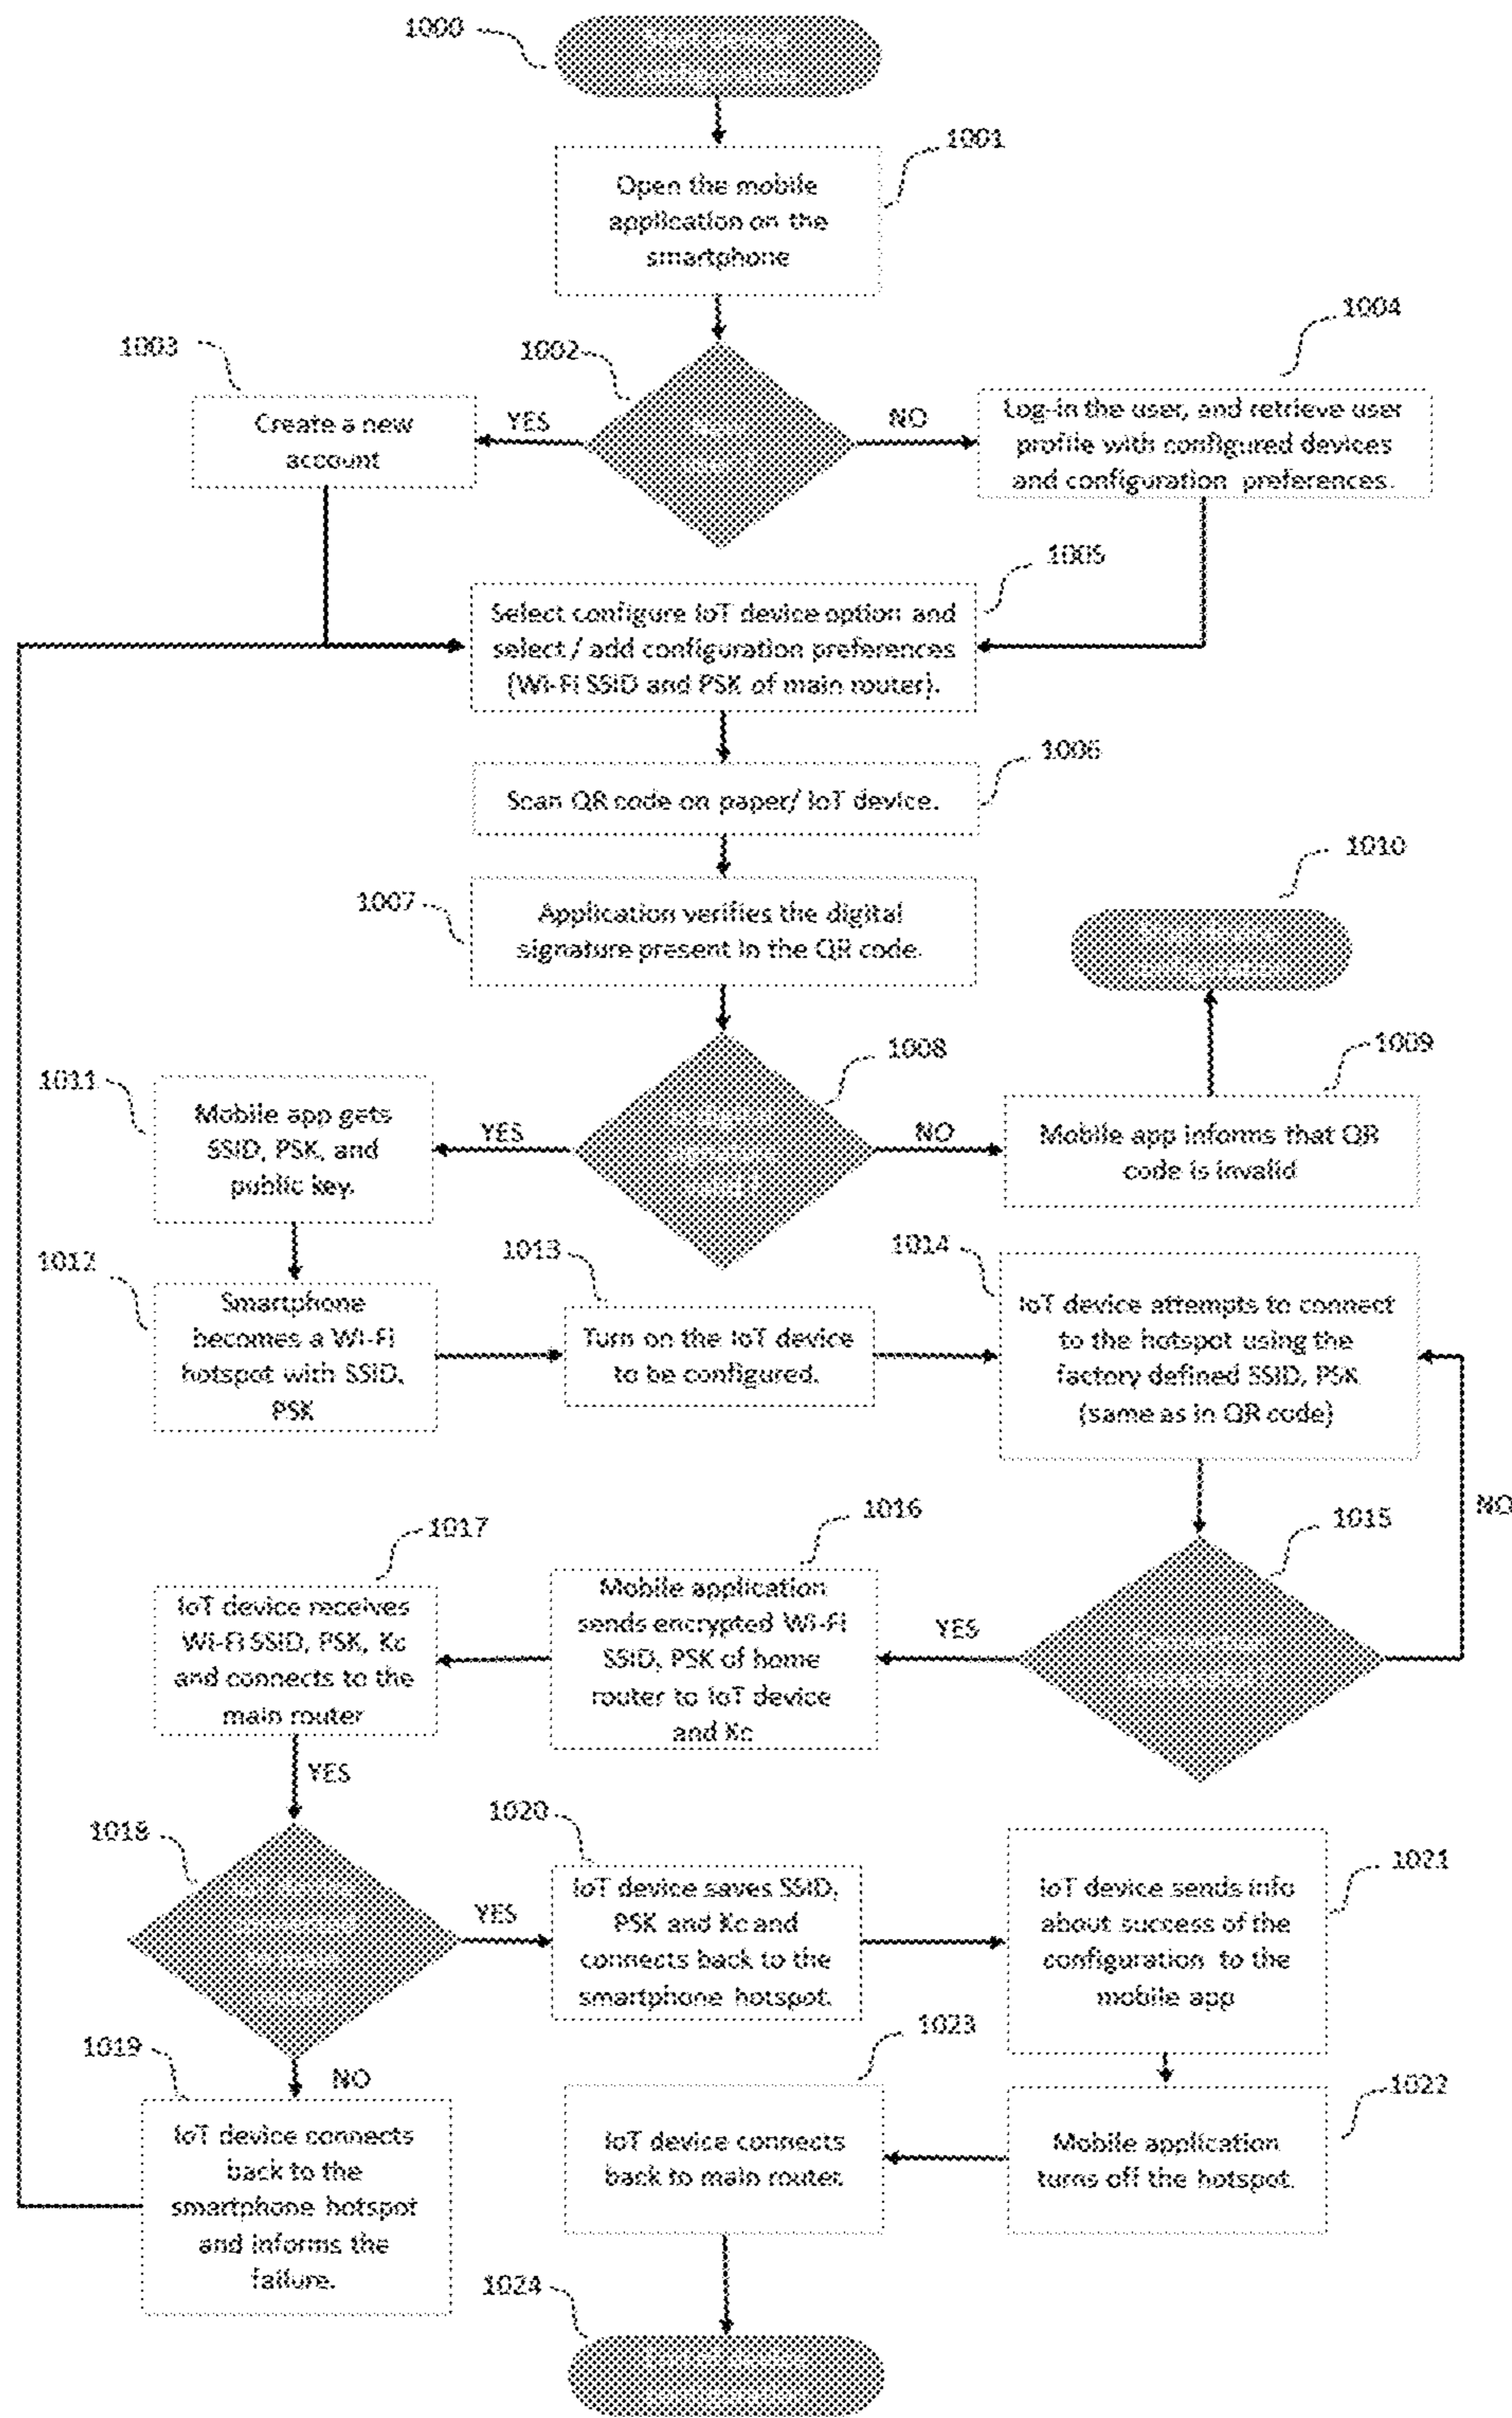 1000
1001
Open the mobile
application on the
smartphone
1002
1003
1004
YES
NO
Create a new
account
Log-in the user, and retrieve user
profile with configured devices
and configuration preferences.
1005
Select configure IoT device option and
select / add configuration preferences
(Wi-Fi SSID and PSK of main router).
1006
Scan QR code on paper/ IoT device.
1007
Application verifies the digital
signature present in the QR code.
1010
1008
1009
1011
YES
NO
Mobile app gets
SSID, PSK, and
public key.
Mobile app informs that QR
code is invalid
1012
1013
1014
Smartphone
becomes a Wi-Fi
hotspot with SSID,
PSK
Turn on the IoT device
to be configured.
IoT device attempts to connect
to the hotspot using the
factory defined SSID, PSK
(same as in QR code)
NO
1015
1016
1017
YES
Mobile application
sends encrypted Wi-Fi
SSID, PSK of home
router to IoT device
and Kc
IoT device receives
Wi-Fi SSID, PSK, Kc
and connects to the
main router
YES
1018
YES
1020
IoT device saves SSID,
PSK and Kc and
connects back to the
smartphone hotspot.
1021
IoT device sends info
about success of the
configuration to the
mobile app
1019
NO
IoT device connects
back to the
smartphone hotspot
and informs the
failure.
1022
Mobile application
turns off the hotspot.
1023
IoT device connects
back to main router.
1024